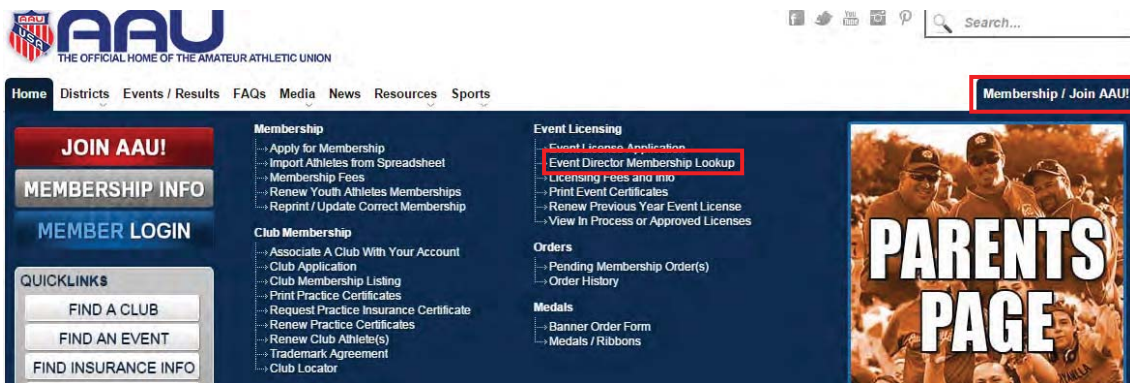 AAU
USA
AAU
THE OFFICIAL HOME OF THE AMATEUR ATHLETIC UNION
You Tube
Search...
Home Districts Events / Results FAQs Media News Resources Sports
Membership / Join AAU!
JOIN AAU!
MEMBERSHIP INFO
MEMBER LOGIN
QUICKLINKS
FIND A CLUB
FIND AN EVENT
FIND INSURANCE INFO
Membership
Apply for Membership
Import Athletes from Spreadsheet
Membership Fees
Renew Youth Athletes Memberships
Reprint / Update Correct Membership
Club Membership
Associate A Club With Your Account
Club Application
Club Membership Listing
Print Practice Certificates
Request Practice Insurance Certificate
Renew Practice Certificates
Renew Club Athlete(s)
Trademark Agreement
Club Locator
Event Licensing
Event License Application
Event Director Membership Lookup
Licensing Fees and Info
Print Event Certificates
Renew Previous Year Event License
View In Process or Approved Licenses
Orders
Pending Membership Order(s)
Order History
Medals
Banner Order Form
Medals / Ribbons
PARENTS
PAGE